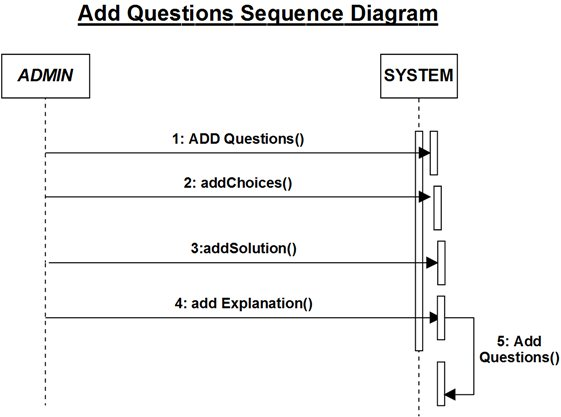 Add Questions Sequence Diagram
ADMIN
SYSTEM
1: ADD Questions()
2: addChoices()
3:addSolution()
4: add Explanation()
5: Add
Questions()